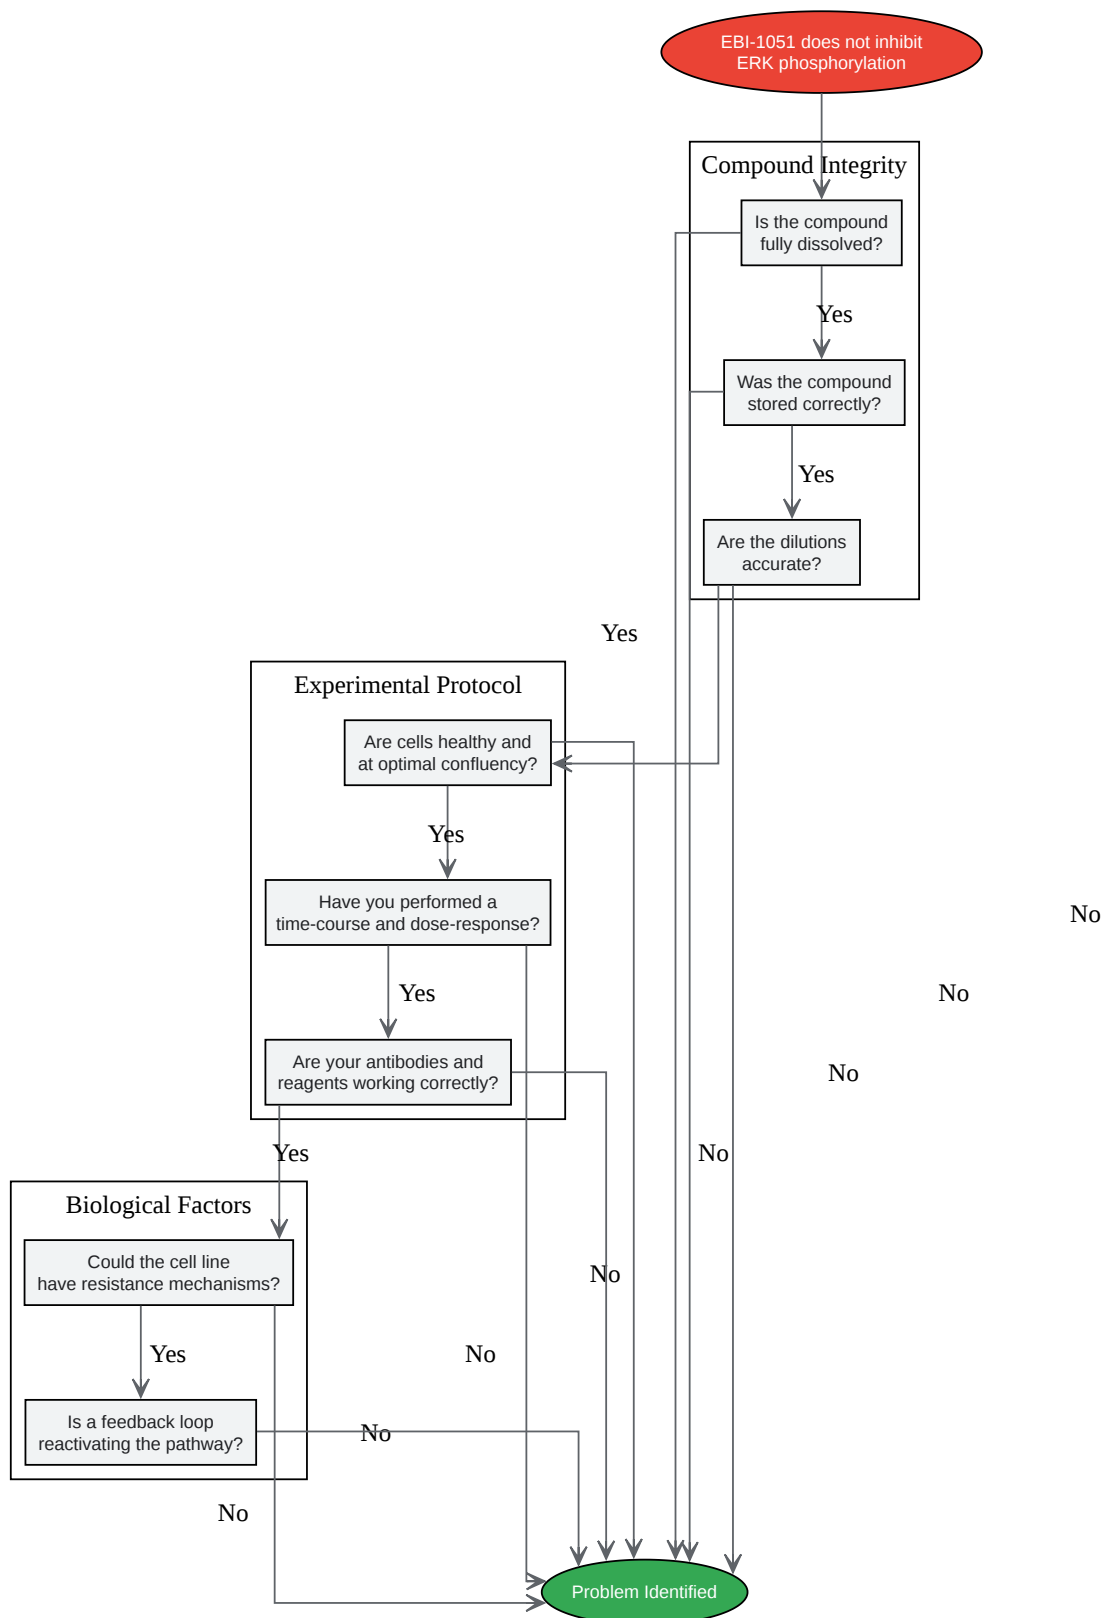 EBI-1051 does not inhibit
ERK phosphorylation
Compound Integrity
Is the compound
fully dissolved?
Yes
Was the compound
stored correctly?
Yes
Are the dilutions
accurate?
Yes
Experimental Protocol
Are cells healthy and
at optimal confluency?
Yes
Have you performed a
time-course and dose-response?
No
Yes
No
Are your antibodies and
reagents working correctly?
No
Yes
No
Biological Factors
Could the cell line
have resistance mechanisms?
No
Yes
No
Is a feedback loop
reactivating the pathway?
No
No
Problem Identified